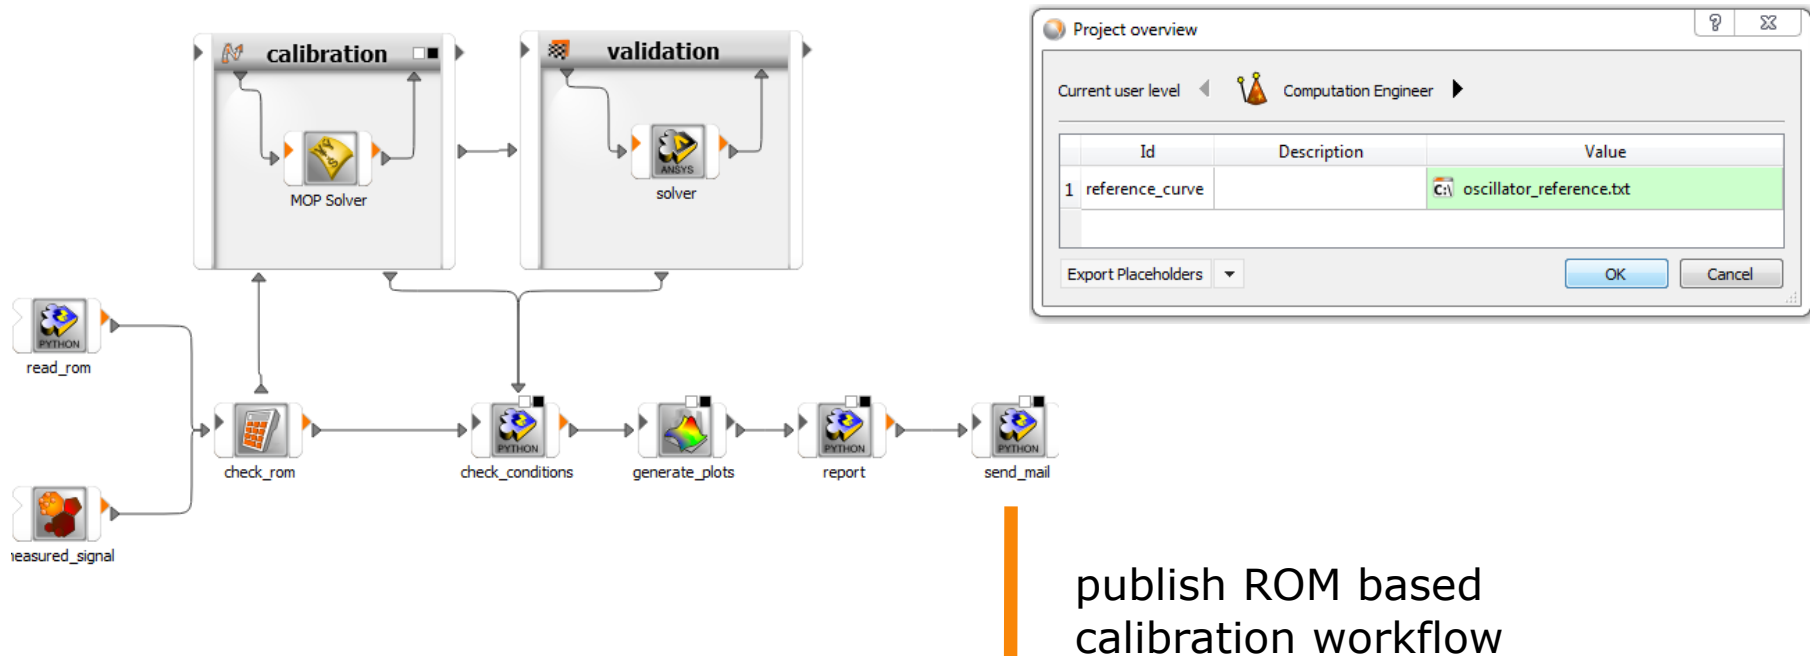 calibration
validation
MOP Solver
ANSYS
solver
PYTHON
read_rom
check_rom
PYTHON
check_conditions
generate_plots
PYTHON
report
PYTHON
send_mail
measured_signal
Project overview
Current user level
Computation Engineer
Id Description Value
1 reference_curve C:\ oscillator_reference.txt
Export Placeholders
OK Cancel
publish ROM based
calibration workflow